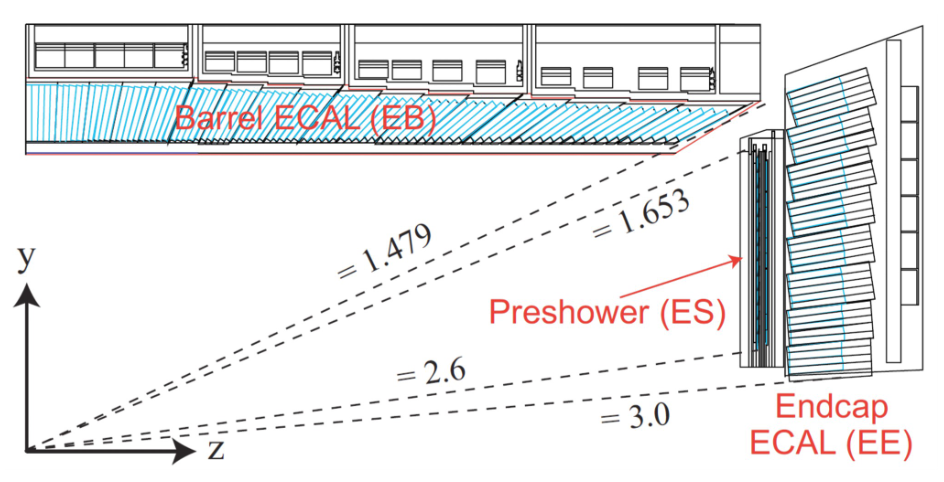 Barrel ECAL (EB)
y
= 1.479
= 1.653
Preshower (ES)
= 2.6
= 3.0
z
Endcap
ECAL (EE)